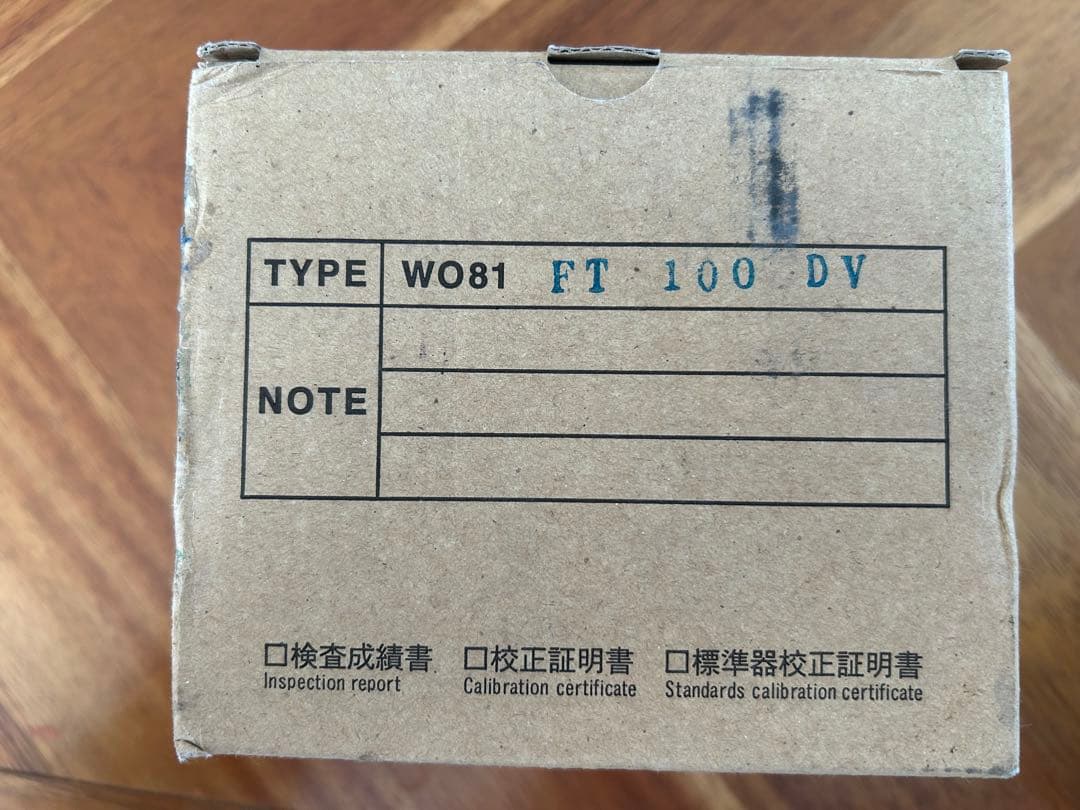 TYPE WO81 FT 100 DV
NOTE
□検査成績書 □校正証明書 □標準器校正証明書
Inspection report Calibration certificate Standards calibration certificate